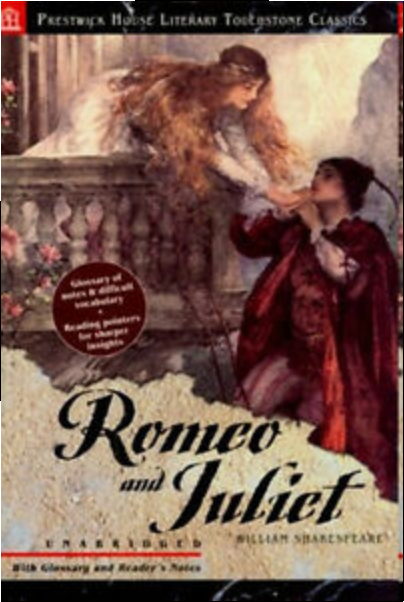 PRESTWICK HOUSE LITERARY TOUCHSTONE CLASSICS
Glossary of
notes & difficult
vocabulary
•
Reading pointers
for sharper
insights
Romeo
and Juliet
WILLIAM SHAKESPEARE
UNABRIDGED
With Glossary and Reader's Notes